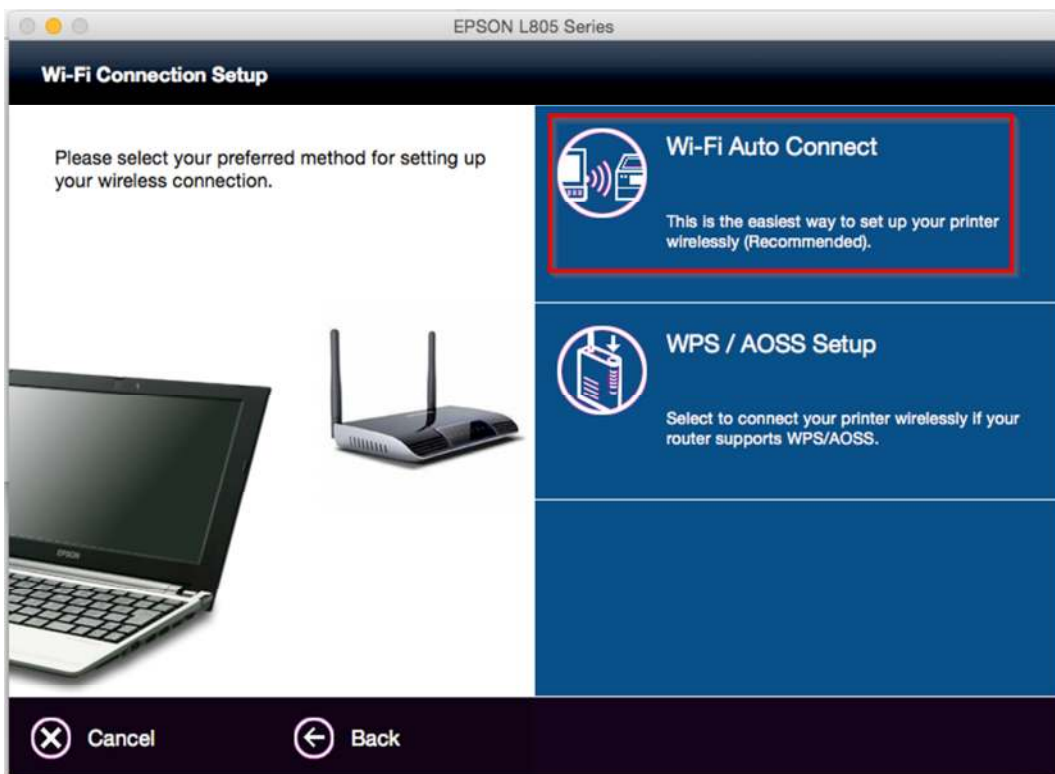 EPSON L805 Series
Wi-Fi Connection Setup
Please select your preferred method for setting up
your wireless connection.
Wi-Fi Auto Connect
This is the easiest way to set up your printer
wirelessly (Recommended).
WPS / AOSS Setup
Select to connect your printer wirelessly if your
router supports WPS/AOSS.
EPSON
Cancel
Back